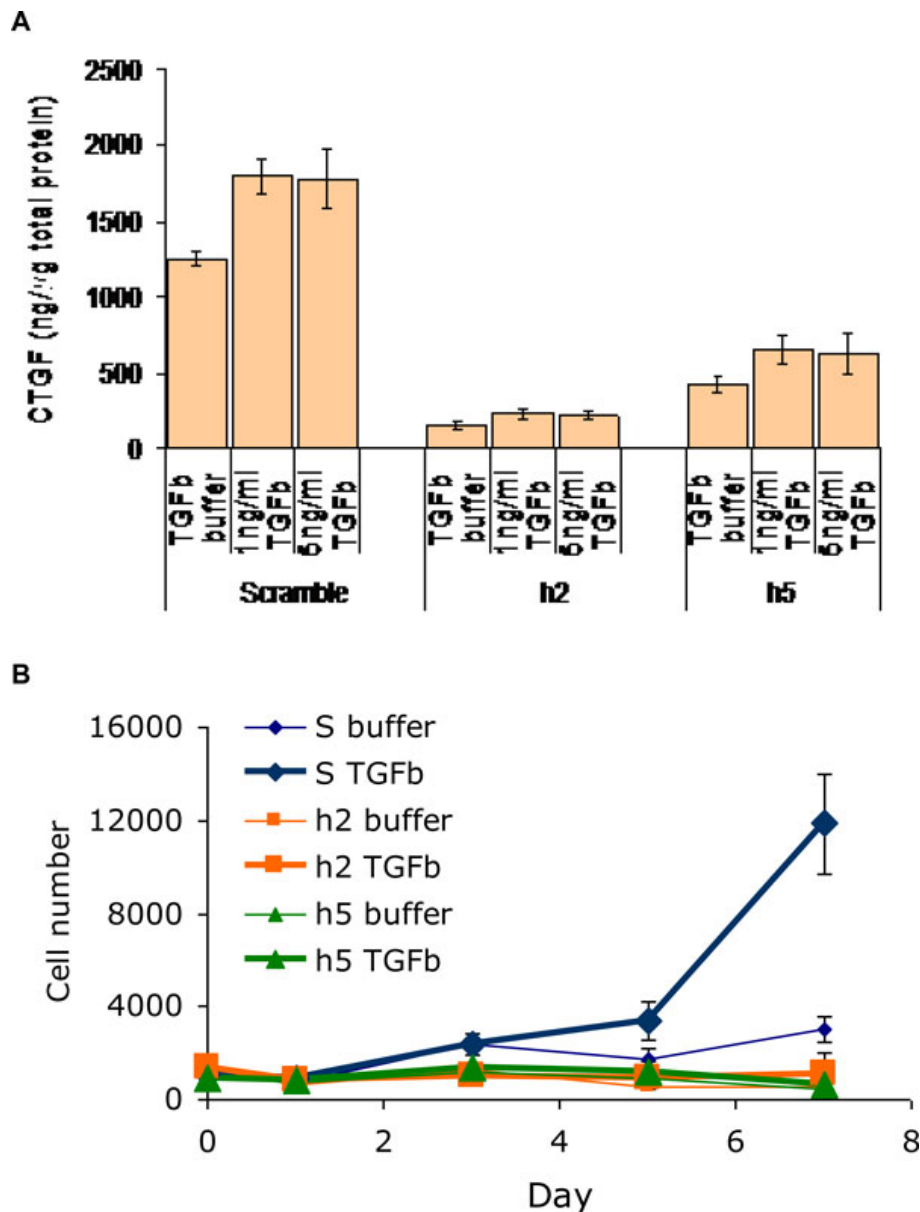 A
CTGF (ng/µg total protein)
2500
2000
1500
1000
500
0
TGFb buffer
1ng/ml TGFb
5ng/ml TGFb
TGFb buffer
1ng/ml TGFb
5ng/ml TGFb
TGFb buffer
1ng/ml TGFb
5ng/ml TGFb
Scramble
h2
h5
B
Cell number
16000
12000
8000
4000
0
S buffer
S TGFb
h2 buffer
h2 TGFb
h5 buffer
h5 TGFb
0
2
4
6
8
Day